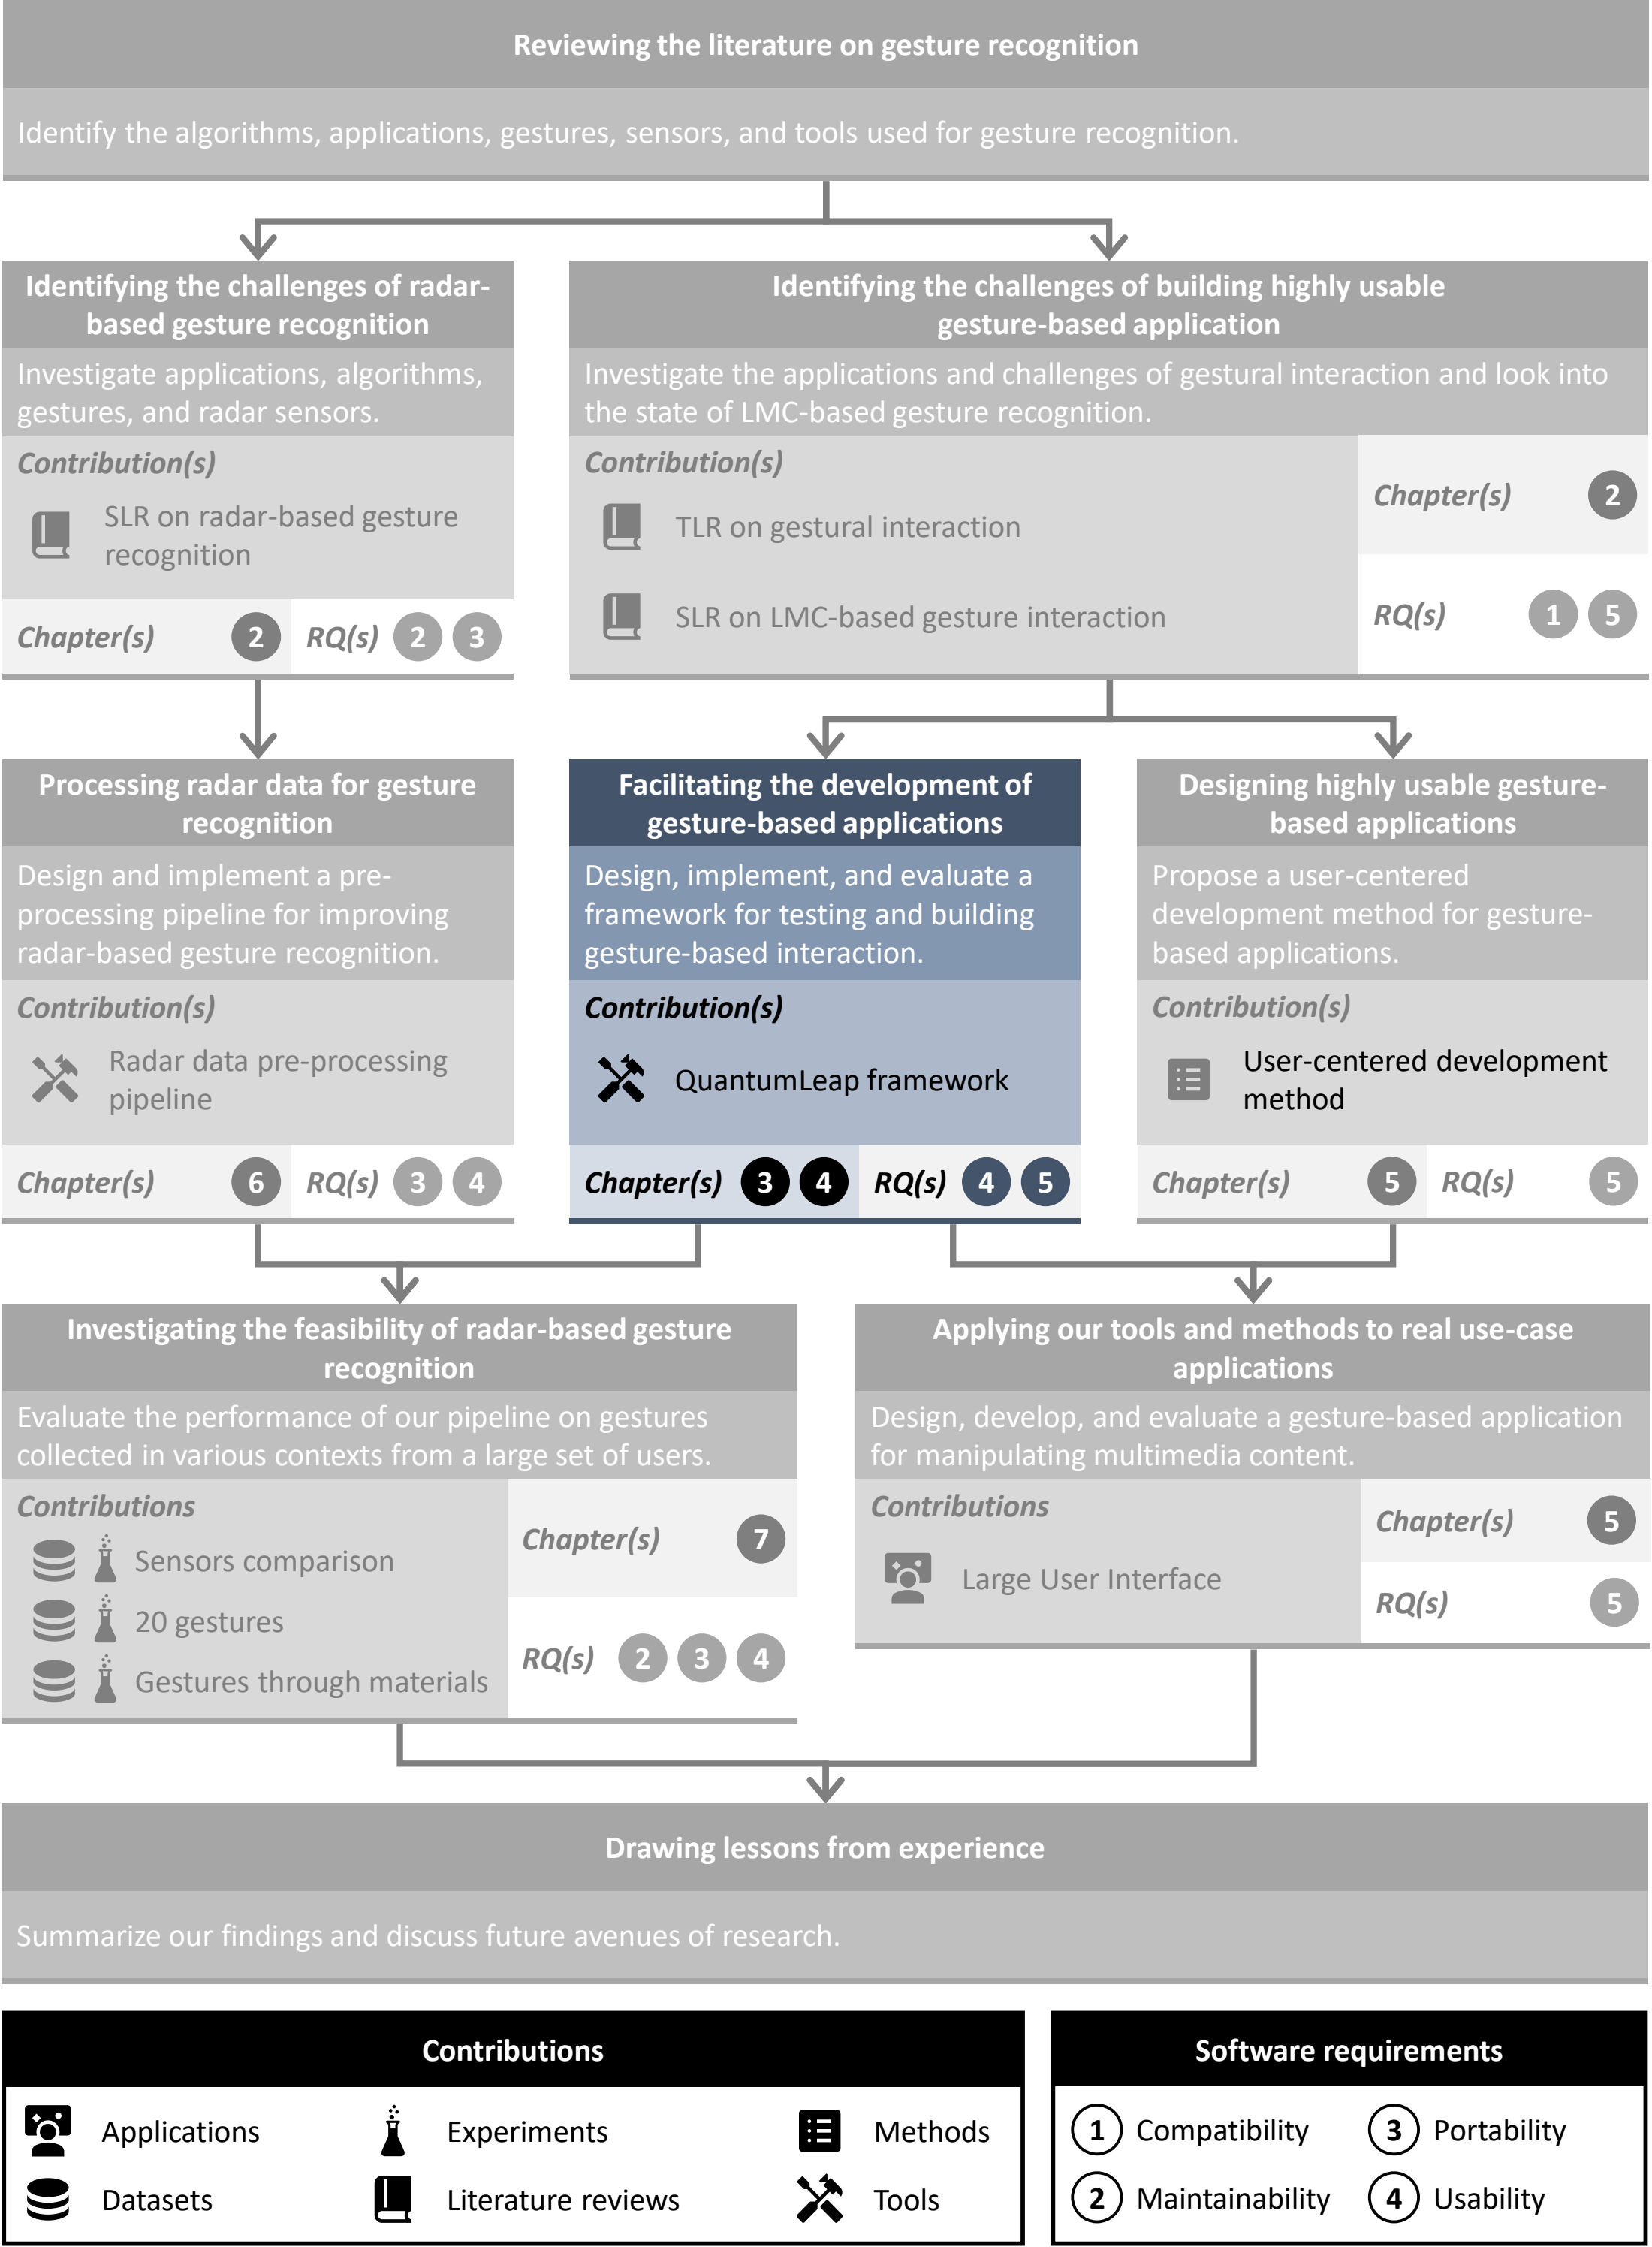 Reviewing the literature on gesture recognition
Identify the algorithms, applications, gestures, sensors, and tools used for gesture recognition.
Identifying the challenges of radar-
based gesture recognition
Investigate applications, algorithms,
gestures, and radar sensors.
Contribution(s)
SLR on radar-based gesture
recognition
Chapter(s) 2 RQ(s) 2 3
Identifying the challenges of building highly usable
gesture-based application
Investigate the applications and challenges of gestural interaction and look into
the state of LMC-based gesture recognition.
Contribution(s)
TLR on gestural interaction
SLR on LMC-based gesture interaction
Chapter(s) 2
RQ(s) 1 5
Processing radar data for gesture
recognition
Design and implement a pre-
processing pipeline for improving
radar-based gesture recognition.
Contribution(s)
Radar data pre-processing
pipeline
Chapter(s) 6 RQ(s) 3 4
Facilitating the development of
gesture-based applications
Design, implement, and evaluate a
framework for testing and building
gesture-based interaction.
Contribution(s)
QuantumLeap framework
Chapter(s) 3 4 RQ(s) 4 5
Designing highly usable gesture-
based applications
Propose a user-centered
development method for gesture-
based applications.
Contribution(s)
User-centered development
method
Chapter(s) 5 RQ(s) 5
Investigating the feasibility of radar-based gesture
recognition
Evaluate the performance of our pipeline on gestures
collected in various contexts from a large set of users.
Contributions
Sensors comparison
20 gestures
Gestures through materials
Chapter(s) 7
RQ(s) 2 3 4
Applying our tools and methods to real use-case
applications
Design, develop, and evaluate a gesture-based application
for manipulating multimedia content.
Contributions
Large User Interface
Chapter(s) 5
RQ(s) 5
Drawing lessons from experience
Summarize our findings and discuss future avenues of research.
Contributions
Applications Experiments Methods
Datasets Literature reviews Tools
Software requirements
1 Compatibility 3 Portability
2 Maintainability 4 Usability